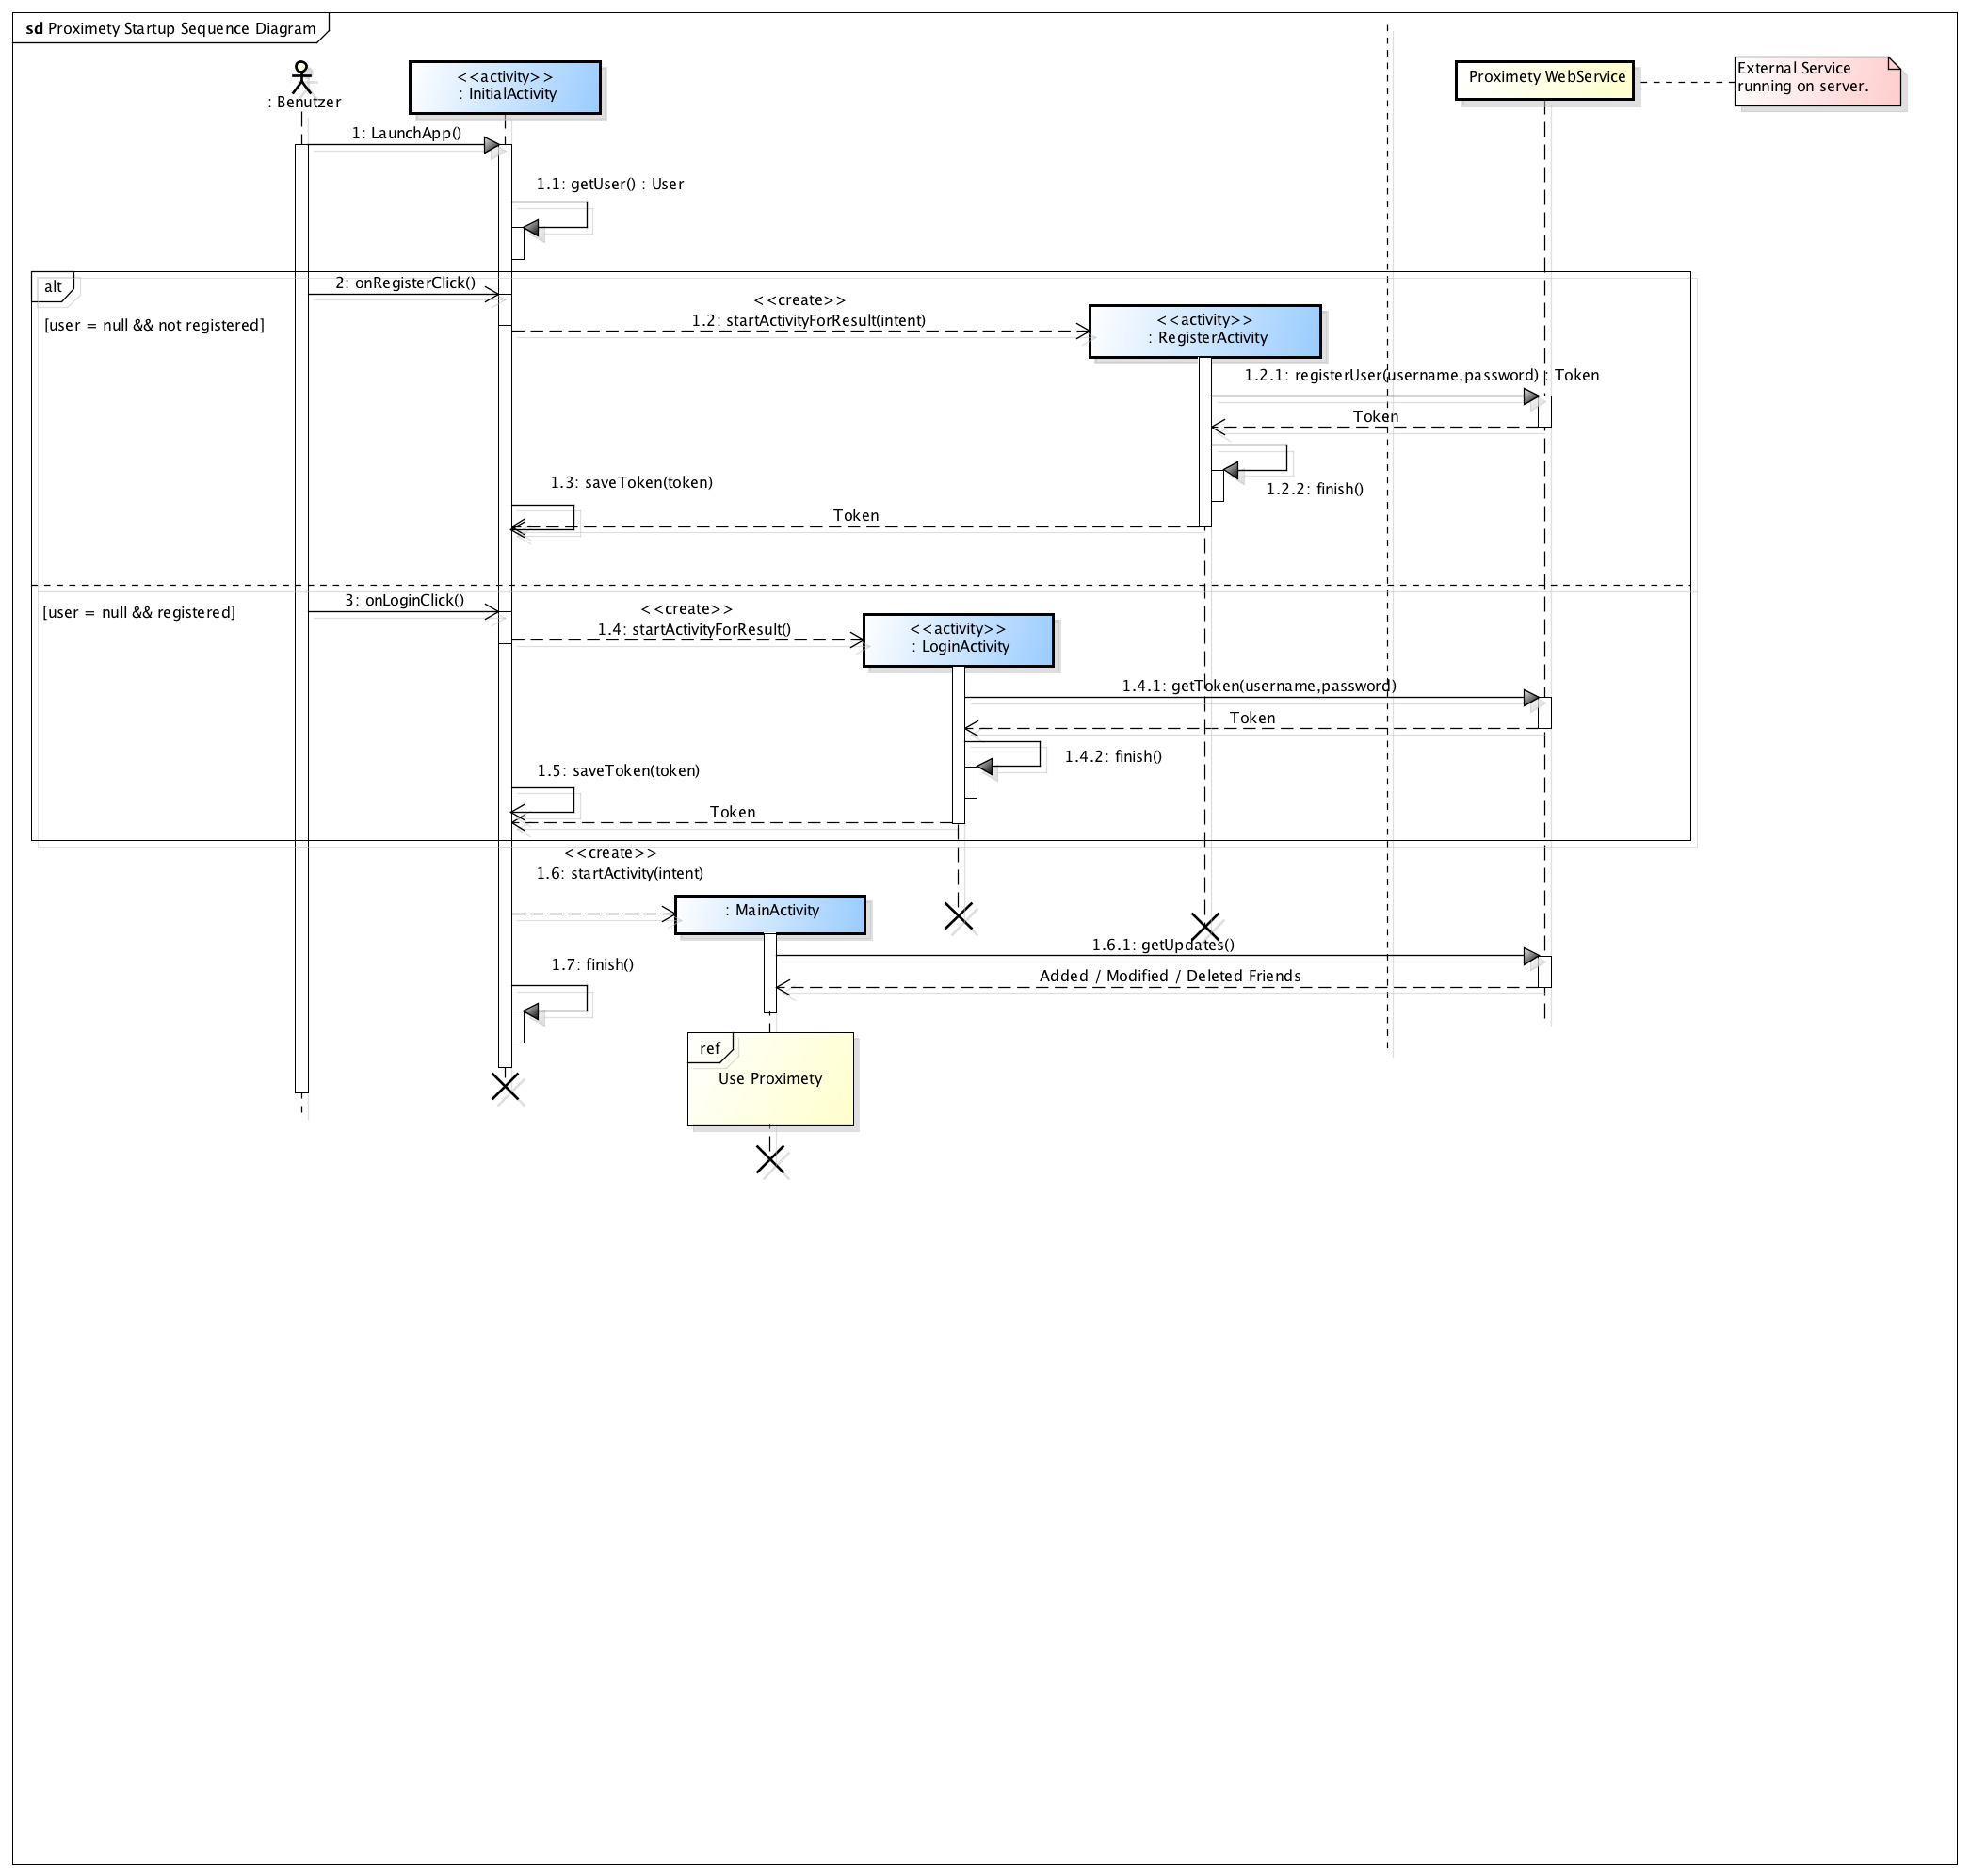 sd Proximety Startup Sequence Diagram
: Benutzer
<<activity>>
: InitialActivity
Proximety WebService
External Service
running on server.
1: LaunchApp()
1.1: getUser() : User
alt
2: onRegisterClick()
[user = null && not registered]
<<create>>
1.2: startActivityForResult(intent)
<<activity>>
: RegisterActivity
1.2.1: registerUser(username,password) : Token
Token
1.2.2: finish()
1.3: saveToken(token)
Token
3: onLoginClick()
[user = null && registered]
<<create>>
1.4: startActivityForResult()
<<activity>>
: LoginActivity
1.4.1: getToken(username,password)
Token
1.4.2: finish()
1.5: saveToken(token)
Token
<<create>>
1.6: startActivity(intent)
: MainActivity
1.6.1: getUpdates()
Added / Modified / Deleted Friends
1.7: finish()
ref
Use Proximety